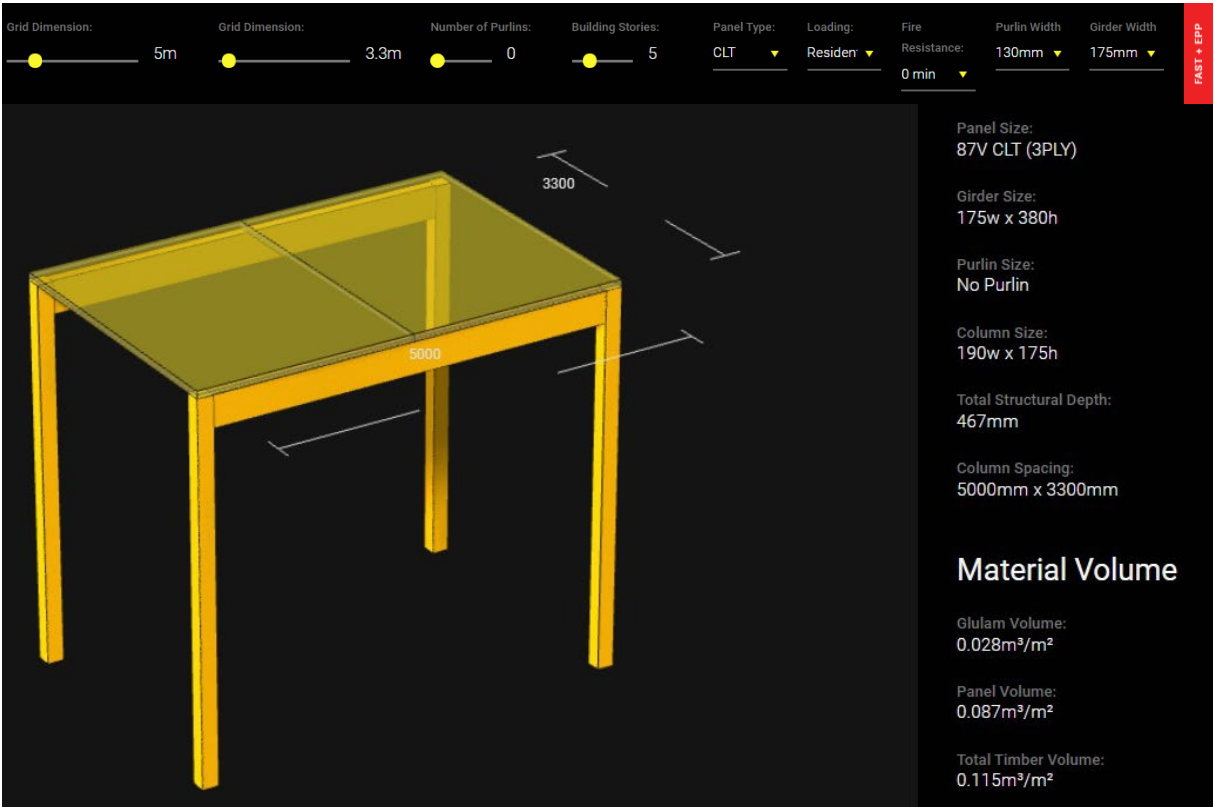 Grid Dimension:
5m
Grid Dimension:
3.3m
Number of Purlins:
0
Building Stories:
5
Panel Type:
CLT
Loading:
Residen
Fire
Resistance:
0 min
Purlin Width
130mm
Girder Width
175mm
FAST + EPP
3300
5000
Panel Size:
87V CLT (3PLY)
Girder Size:
175w x 380h
Purlin Size:
No Purlin
Column Size:
190w x 175h
Total Structural Depth:
467mm
Column Spacing:
5000mm x 3300mm
Material Volume
Glulam Volume:
0.028m³/m²
Panel Volume:
0.087m³/m²
Total Timber Volume:
0.115m³/m²